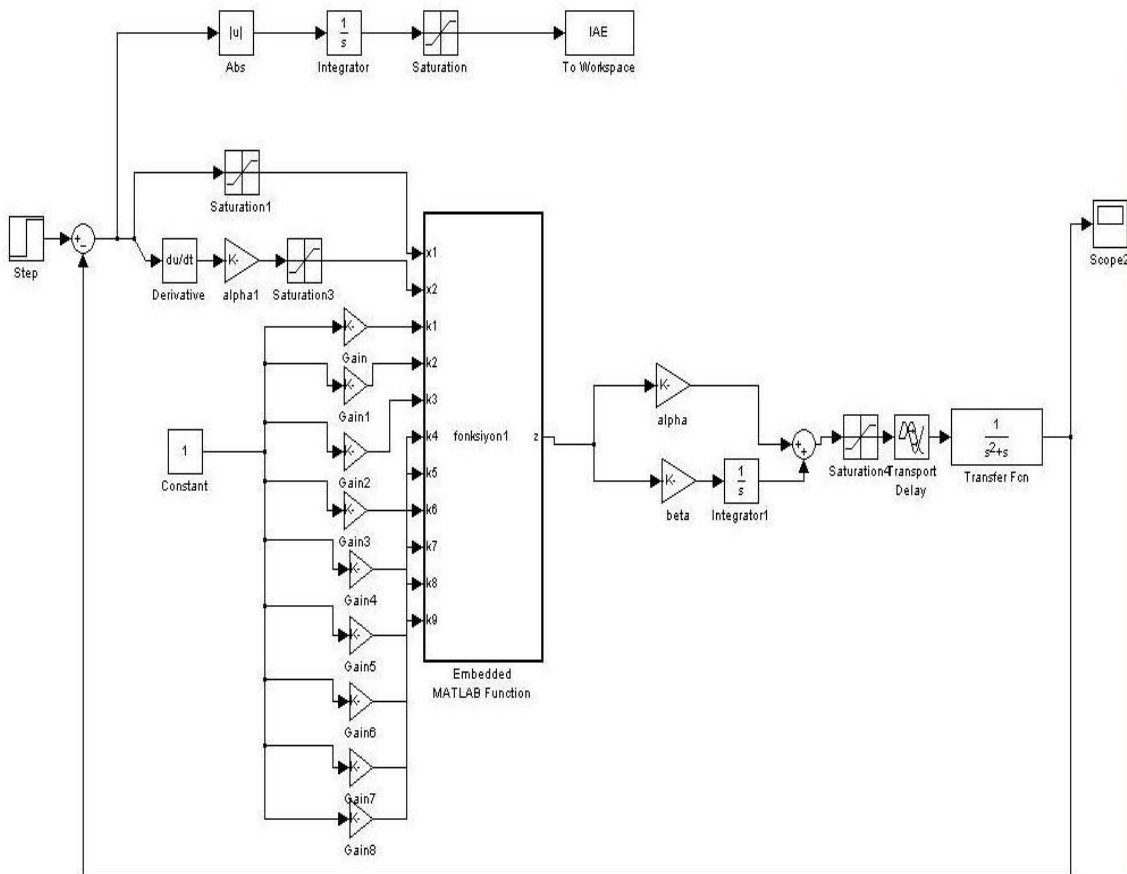 |u|
Abs
1
s
Integrator
Saturation
IAE
To Workspace
Saturation1
Step
+
-
du/dt
Derivative
K-
alpha1
Saturation3
Scope2
x1
x2
k1
k2
k3
k4
k5
k6
k7
k8
k9
fonksiyon1
z
Embedded
MATLAB Function
1
Constant
K-
Gain
K-
Gain1
K-
Gain2
K-
Gain3
K-
Gain4
K-
Gain5
K-
Gain6
K-
Gain7
K-
Gain8
K-
alpha
K-
beta
1
s
Integrator1
+
+
Saturation4
Transport
Delay
1
s²+s
Transfer Fcn